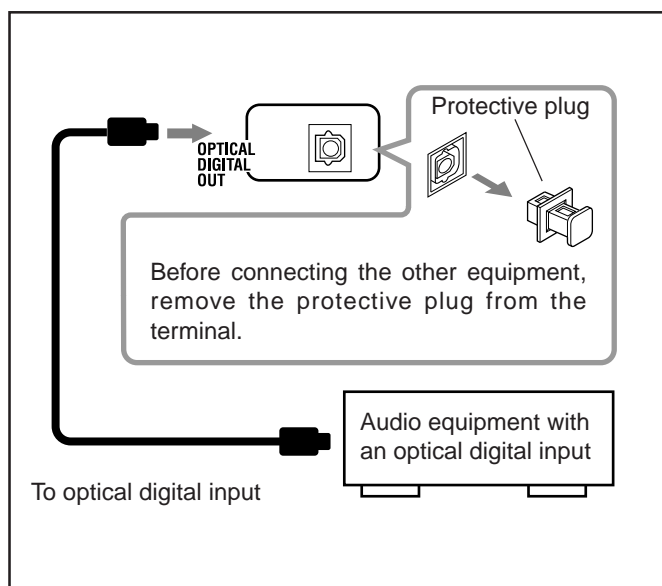 Protective plug
OPTICAL
DIGITAL
OUT
Before connecting the other equipment,
remove the protective plug from the
terminal.
Audio equipment with
an optical digital input
To optical digital input